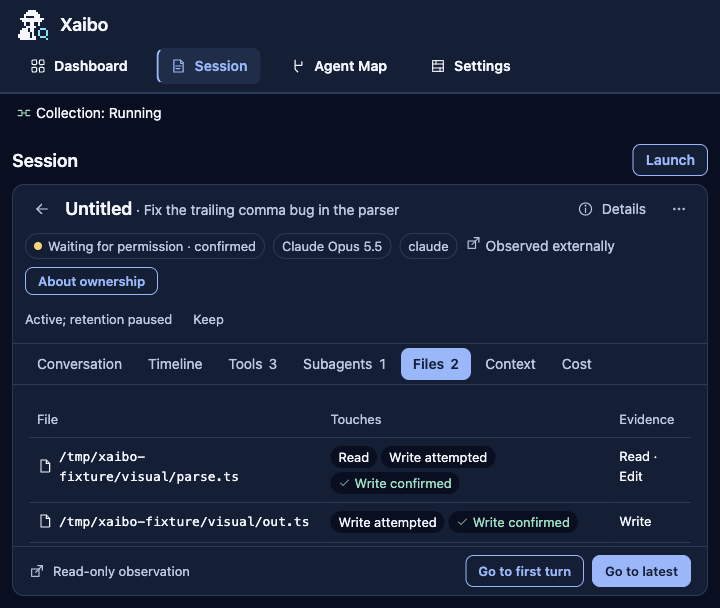 Xaibo
Dashboard Session Agent Map Settings
Collection: Running
Session Launch
Untitled · Fix the trailing comma bug in the parser Details ···
Waiting for permission · confirmed Claude Opus 5.5 claude Observed externally
About ownership
Active; retention paused Keep
Conversation Timeline Tools 3 Subagents 1 Files 2 Context Cost
File Touches Evidence
/tmp/xaibo- Read Write attempted Read ·
fixture/visual/parse.ts Write confirmed Edit
/tmp/xaibo-fixture/visual/out.ts Write attempted Write confirmed Write
Read-only observation Go to first turn Go to latest